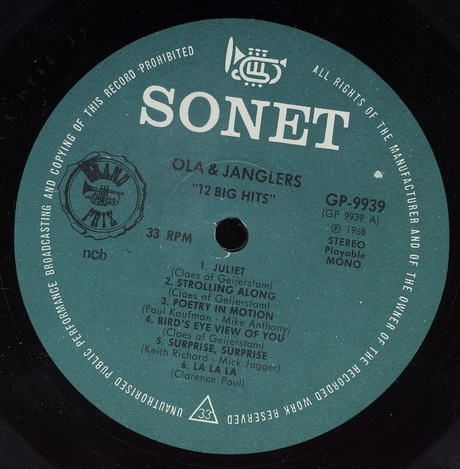 UNAUTHORISED PUBLIC PERFORMANCE BROADCASTING AND COPYING OF THIS RECORD PROHIBITED
ALL RIGHTS OF THE MANUFACTURER AND OF THE OWNER OF THE RECORDED WORK RESERVED
SONET
OLA & JANGLERS
"12 BIG HITS"
GRAND
PRIX
ncb
33 RPM
GP-9939
(GP 9939 A)
℗ 1968
STEREO
Playable
MONO
1. JULIET
(Claes af Geijerstam)
2. STROLLING ALONG
(Claes af Geijerstam)
3. POETRY IN MOTION
(Paul Kaufman - Mike Anthony)
4. BIRD'S EYE VIEW OF YOU
(Claes af Geijerstam)
5. SURPRISE, SURPRISE
(Keith Richard - Mick Jagger)
6. LA LA LA
(Clarence Paul)
33